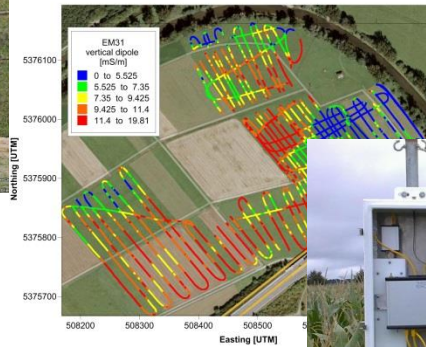 EM31
vertical dipole
[mS/m]
0 to 5.525
5.525 to 7.35
7.35 to 9.425
9.425 to 11.4
11.4 to 19.81
Northing [UTM]
5376100
5376000
5375900
5375800
5375700
508200
508300
508400
508500
Easting [UTM]